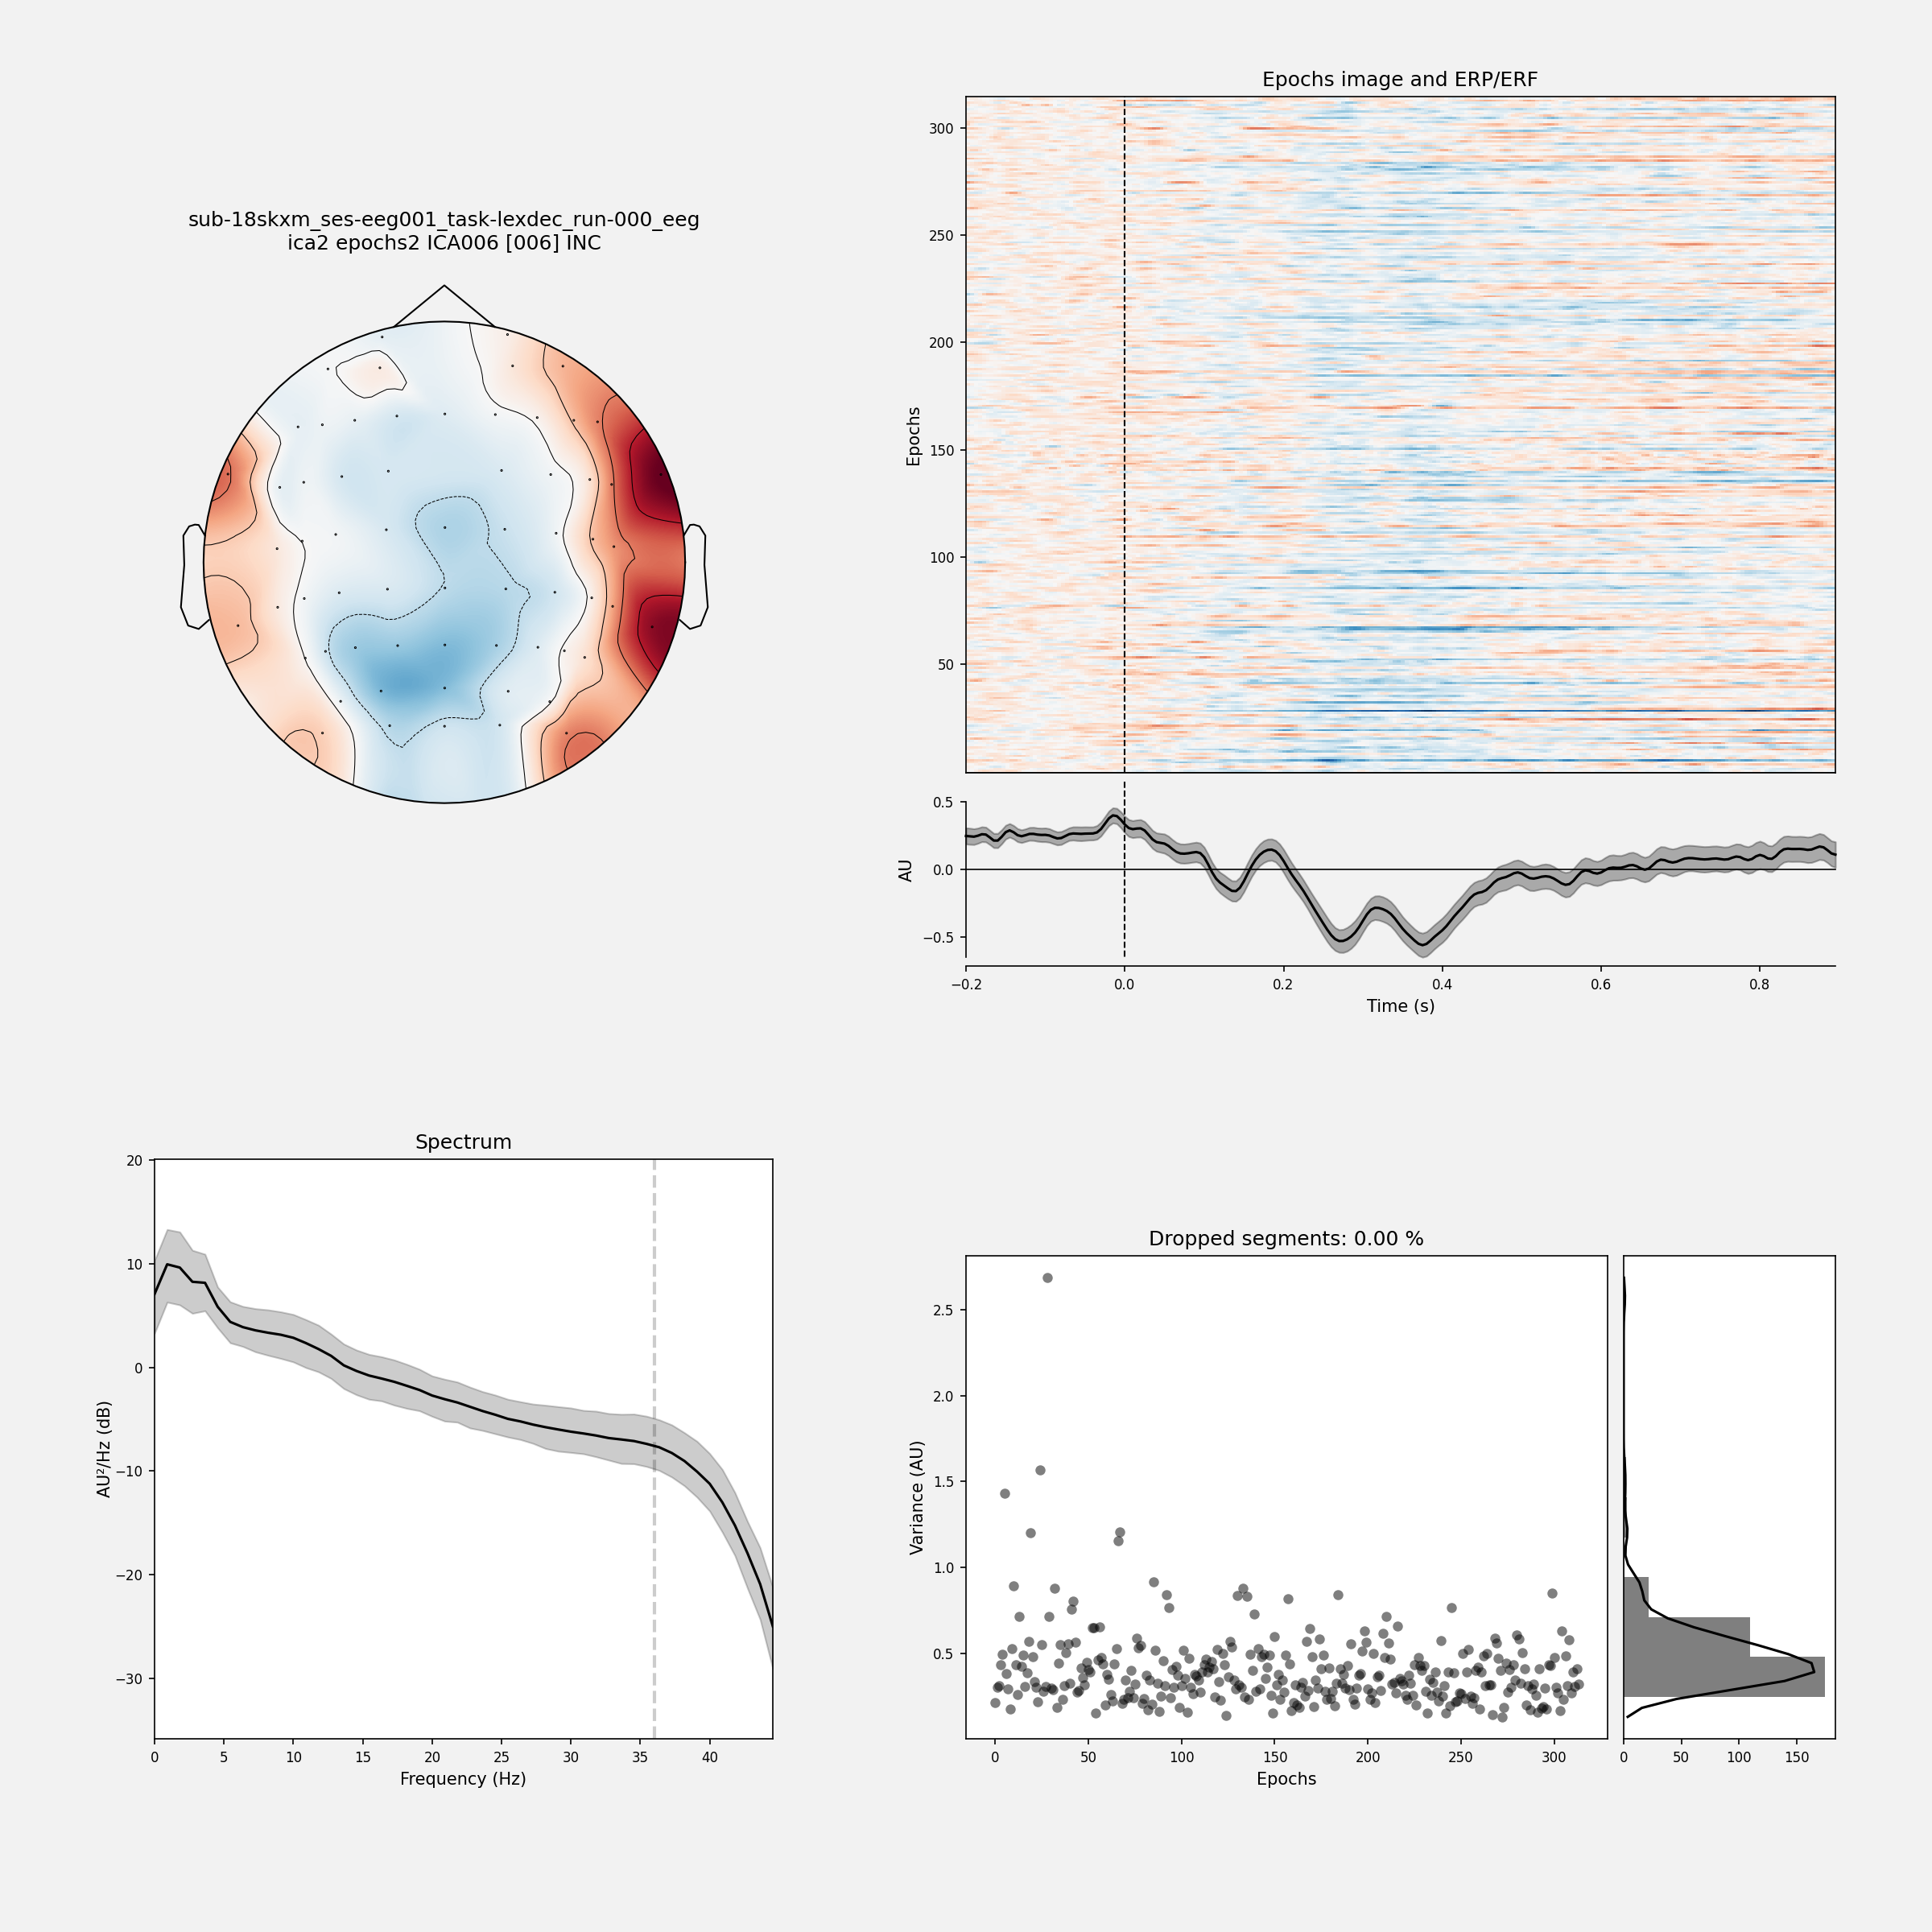 sub-18skxm_ses-eeg001_task-lexdec_run-000_eeg
ica2 epochs2 ICA006 [006] INC
Epochs image and ERP/ERF
300
250
200
150
100
50
Epochs
0.5
0.0
−0.5
AU
−0.2 0.0 0.2 0.4 0.6 0.8
Time (s)
Spectrum
20
10
0
−10
−20
−30
AU²/Hz (dB)
0 5 10 15 20 25 30 35 40
Frequency (Hz)
Dropped segments: 0.00 %
2.5
2.0
1.5
1.0
0.5
Variance (AU)
0 50 100 150 200 250 300
Epochs
0 50 100 150